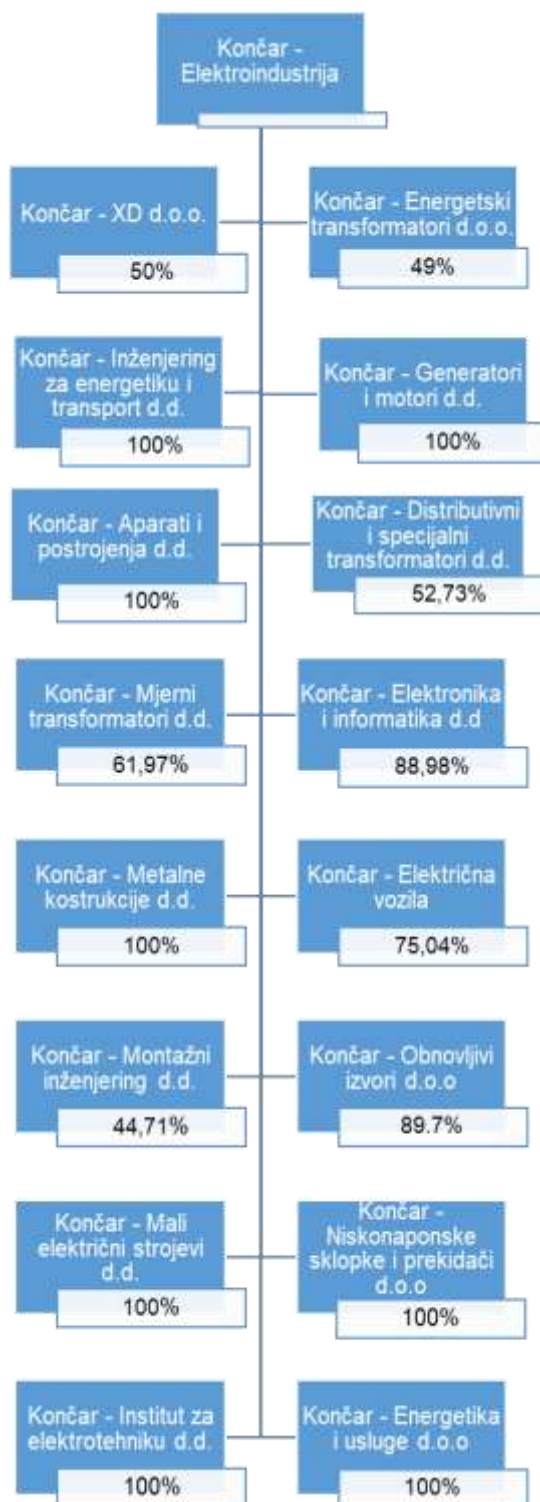 Končar -
Elektroindustrija
Končar - XD d.o.o.
50%
Končar - Energetski
transformatori d.o.o.
49%
Končar - Inženjering
za energetiku i
transport d.d.
100%
Končar - Generatori
i motori d.d.
100%
Končar - Aparati i
postrojenja d.d.
100%
Končar - Distributivni
i specijalni
transformatori d.d.
52,73%
Končar - Mjerni
transformatori d.d.
61,97%
Končar - Elektronika
i informatika d.d
88,98%
Končar - Metalne
kostrukcije d.d.
100%
Končar - Električna
vozila
75,04%
Končar - Montažni
inženjering d.d.
44,71%
Končar - Obnovljivi
izvori d.o.o
89.7%
Končar - Mali
električni strojevi
d.d.
100%
Končar -
Niskonaponske
sklopke i prekidači
d.o.o
100%
Končar - Institut za
elektrotehniku d.d.
100%
Končar - Energetika
i usluge d.o.o
100%